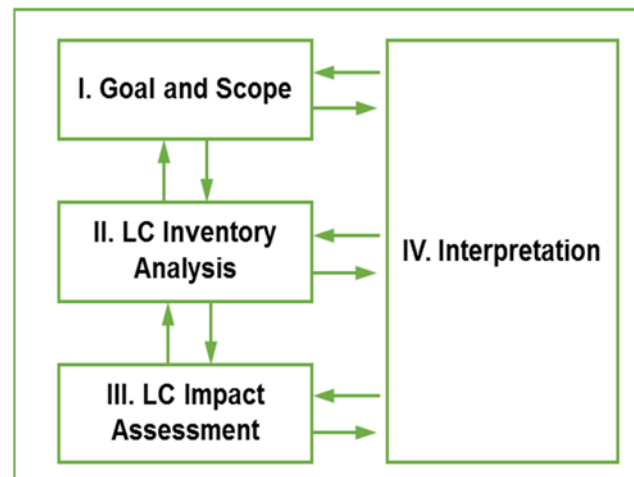 I. Goal and Scope
II. LC Inventory
Analysis
IV. Interpretation
III. LC Impact
Assessment